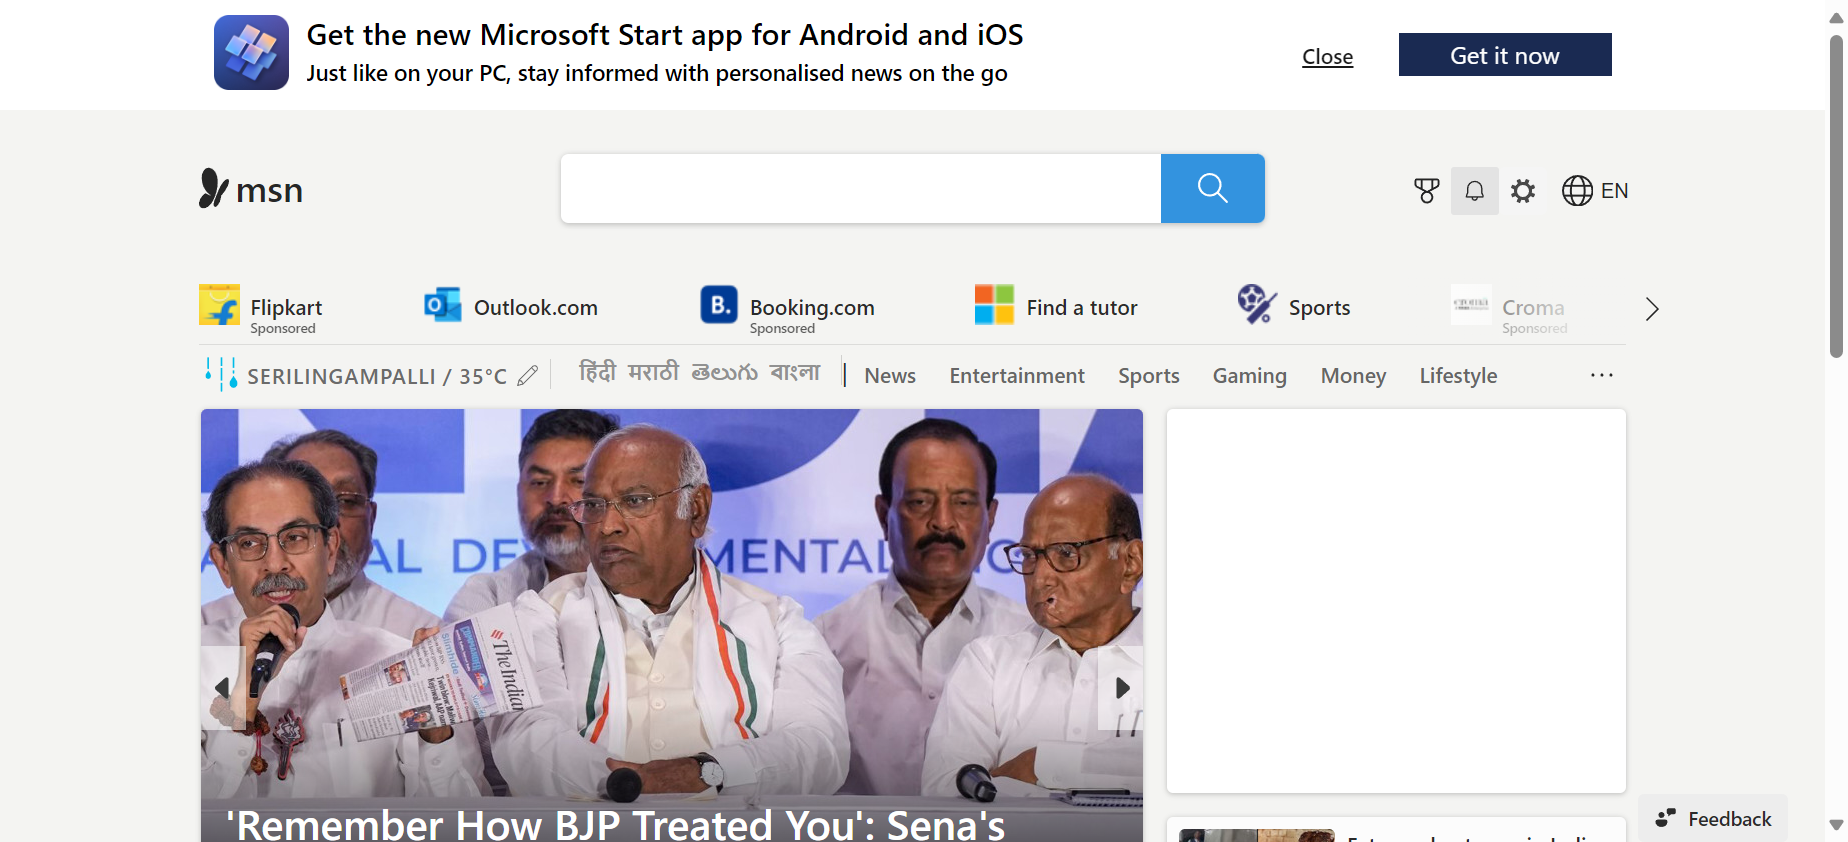 Get the new Microsoft Start app for Android and iOS
Just like on your PC, stay informed with personalised news on the go
Close
Get it now
msn
EN
Flipkart
Sponsored
Outlook.com
Booking.com
Sponsored
Find a tutor
Sports
croma
Croma
Sponsored
SERILINGAMPALLI / 35°C
हिंदी मराठी తెలుగు বাংলা
News Entertainment Sports Gaming Money Lifestyle
The Indian
'Remember How BJP Treated You': Sena's
Feedback